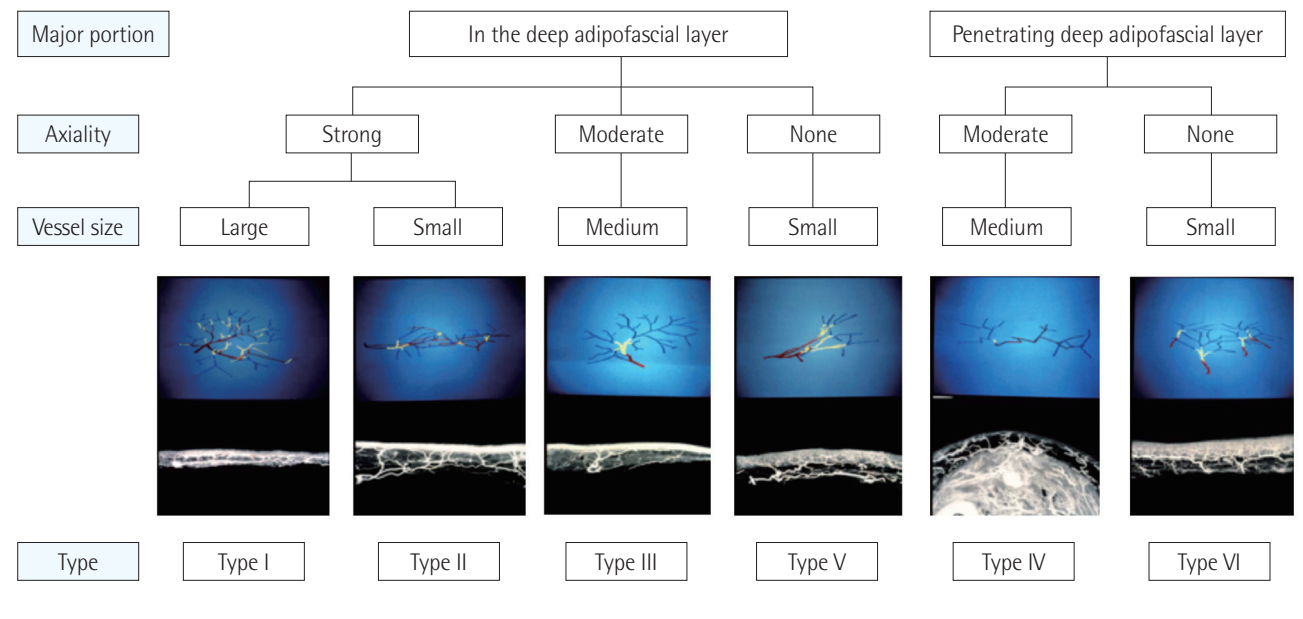 Major portion
In the deep adipofascial layer
Penetrating deep adipofascial layer
Axiality
Strong
Moderate
None
Moderate
None
Vessel size
Large
Small
Medium
Small
Medium
Small
Type
Type I
Type II
Type III
Type V
Type IV
Type VI